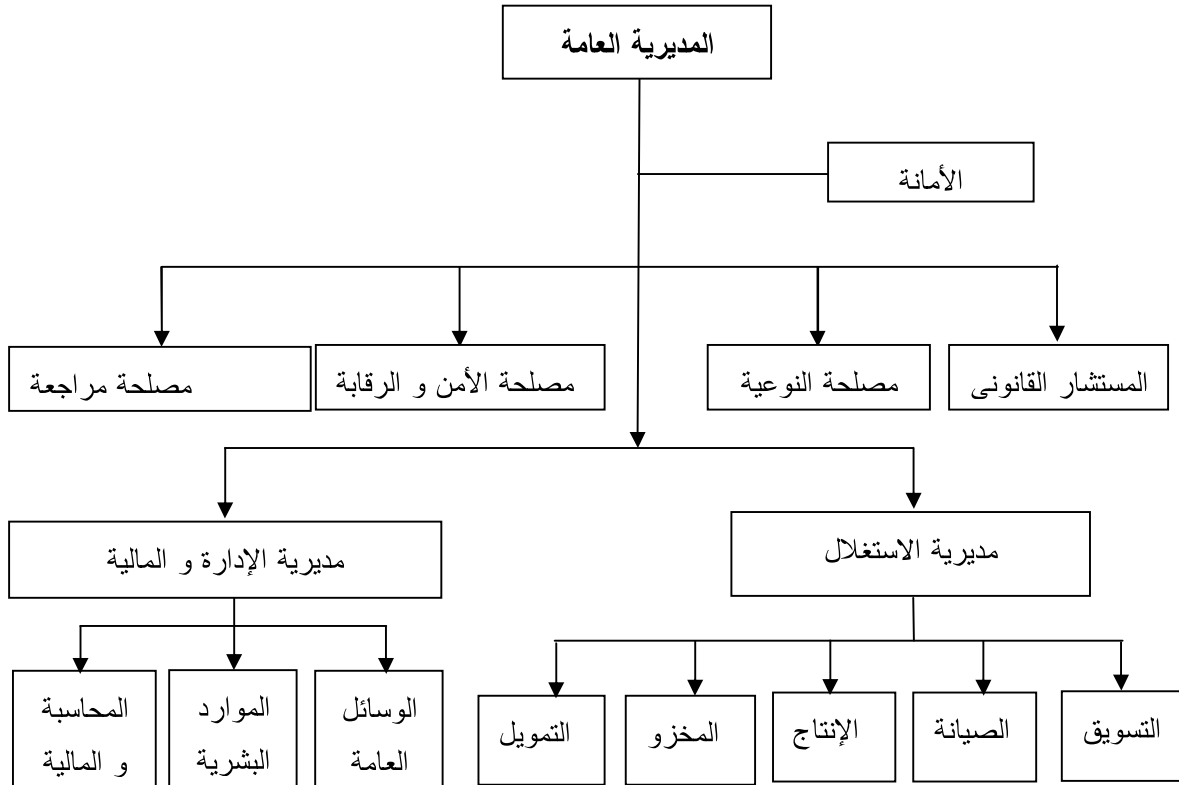 المديرية العامة
الأمانة
المستشار القانونى
مصلحة النوعية
مصلحة الأمن و الرقابة
مصلحة مراجعة
مديرية الاستغلال
مديرية الإدارة و المالية
التسويق
الصيانة
الإنتاج
المخزو
التمويل
الوسائل
العامة
الموارد
البشرية
المحاسبة
و المالية